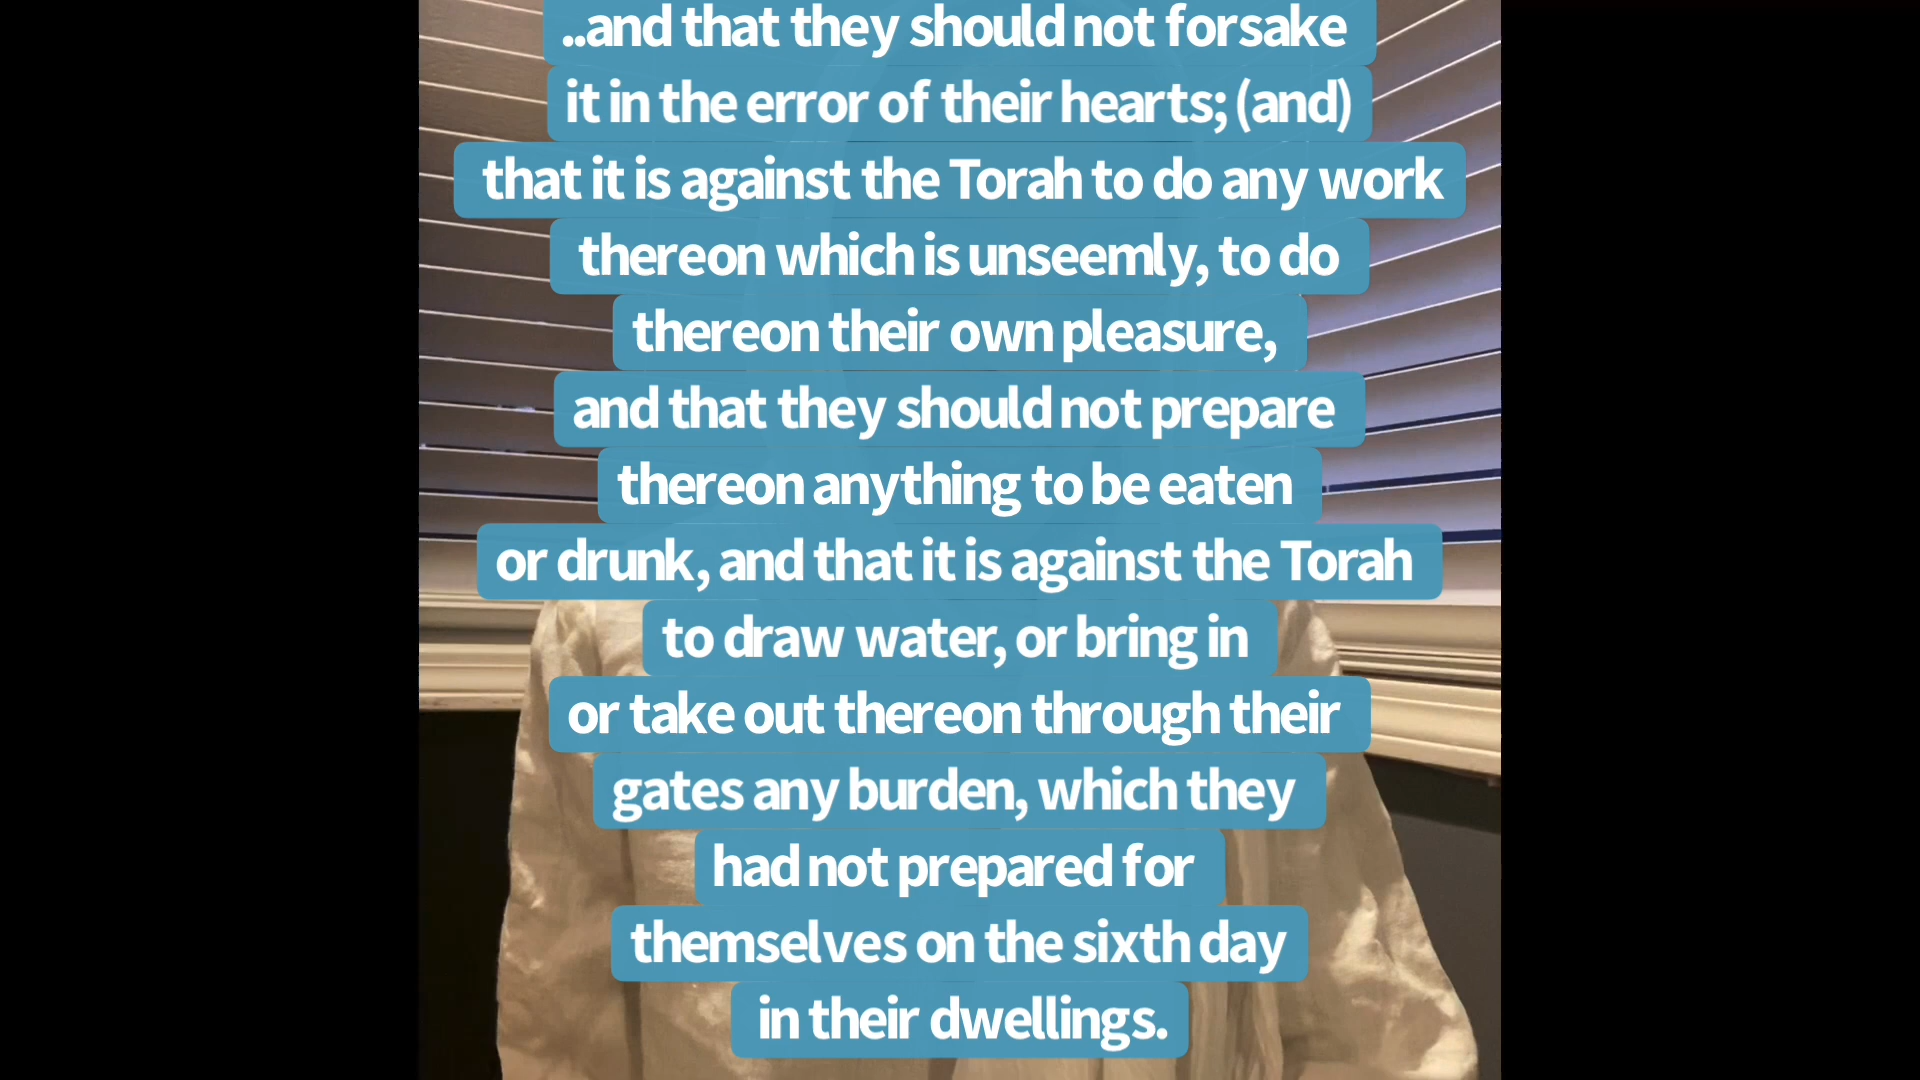 ..and that they should not forsake
it in the error of their hearts; (and)
that it is against the Torah to do any work
thereon which is unseemly, to do
thereon their own pleasure,
and that they should not prepare
thereon anything to be eaten
or drunk, and that it is against the Torah
to draw water, or bring in
or take out thereon through their
gates any burden, which they
had not prepared for
themselves on the sixth day
in their dwellings.